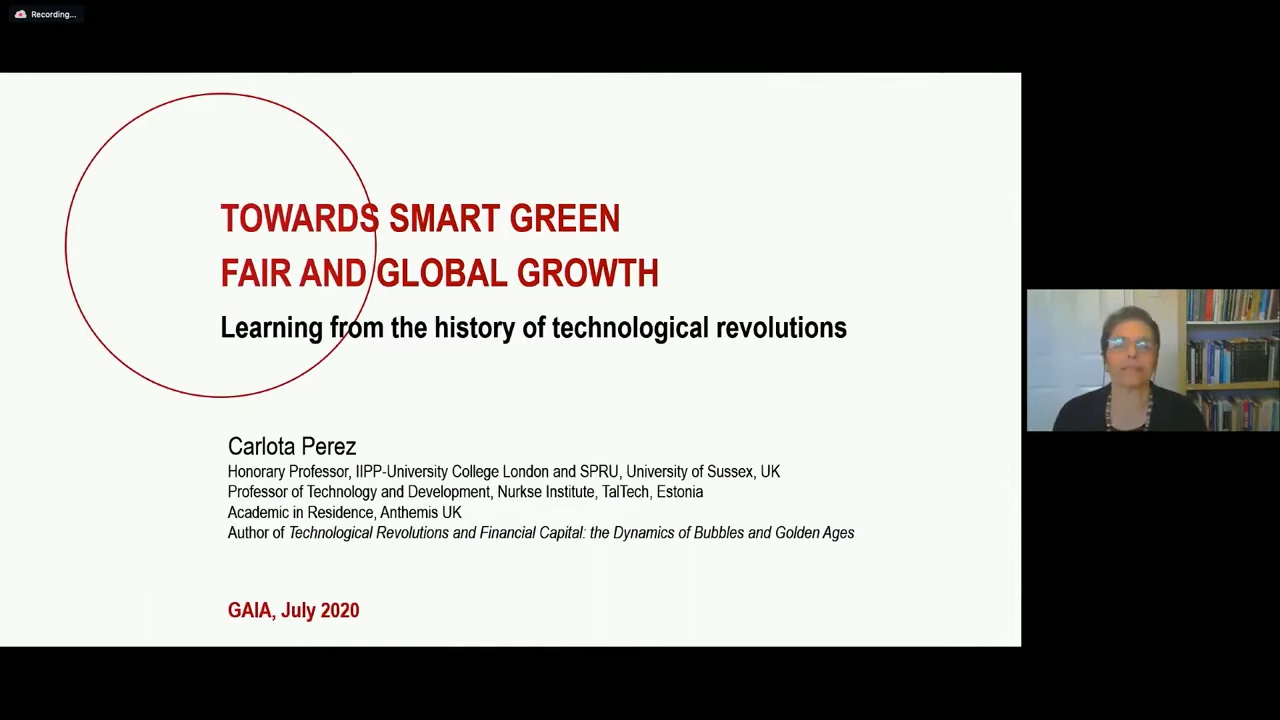 Recording...
TOWARDS SMART GREEN
FAIR AND GLOBAL GROWTH
Learning from the history of technological revolutions
Carlota Perez
Honorary Professor, IIPP-University College London and SPRU, University of Sussex, UK
Professor of Technology and Development, Nurkse Institute, TalTech, Estonia
Academic in Residence, Anthemis UK
Author of Technological Revolutions and Financial Capital: the Dynamics of Bubbles and Golden Ages
GAIA, July 2020